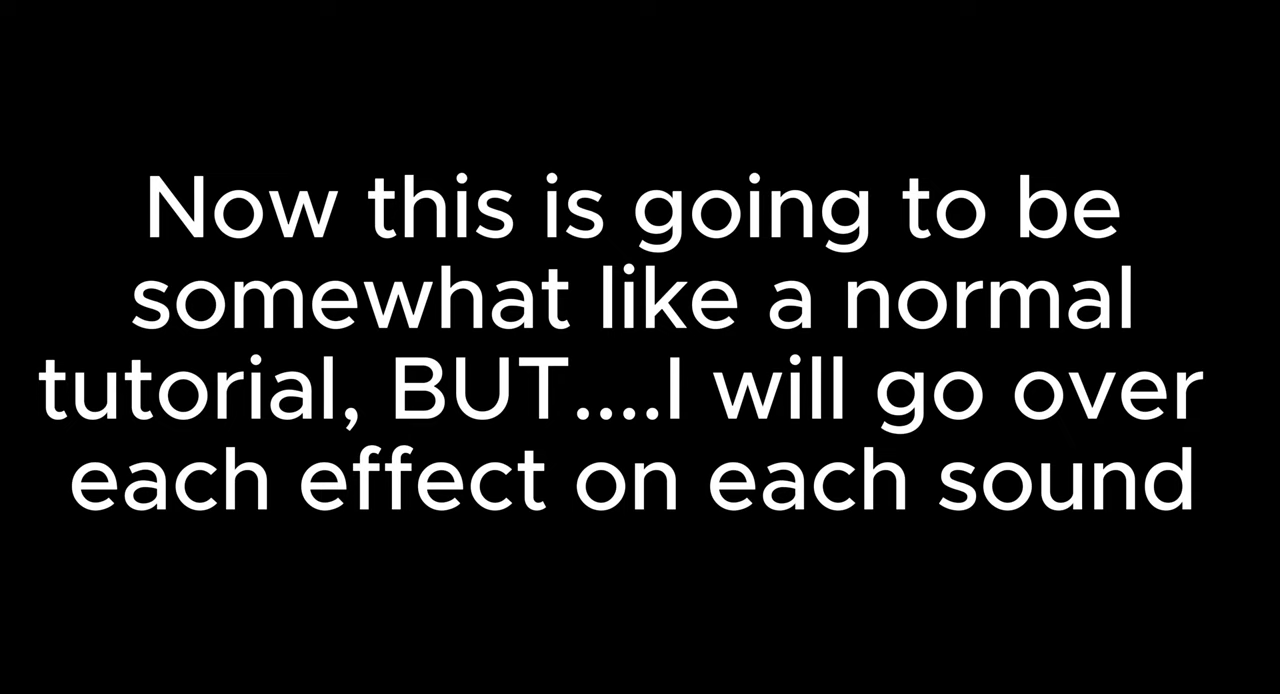 Now this is going to be
somewhat like a normal
tutorial, BUT....I will go over
each effect on each sound